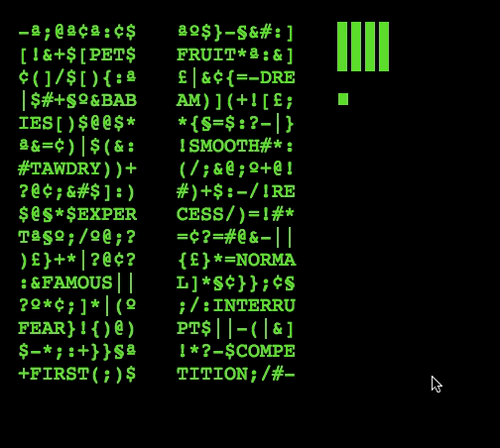 -ª;@ªȼª:¢$
[!&+$[PET$
¢(]/$[){:ª
|$#+§º&BAB
IES[)$@@$*
ª&=¢)|$(&:
#TAWDRY))+
?@¢;&#$]:)
$@§*$EXPER
Tª§º;/º@;?
)£}+*|?@¢?
:&FAMOUS||
?º*¢;]*|(º
FEAR}!{)@)
$-*;:+}}§ª
+FIRST(;)$
ªº$}-§&#:]
FRUIT*ª:&]
£|&¢{=-DRE
AM)](+![£;
*{§=$:?-|}
!SMOOTH#*:
(/;&@;º+@!
#)+$:-/!RE
CESS/)=!#*
=¢?=#@&-||
{£}*=NORMA
L]*§¢}};¢§
;/:INTERRU
PT$||-(|&]
!*?-$COMPE
TITION;/#-